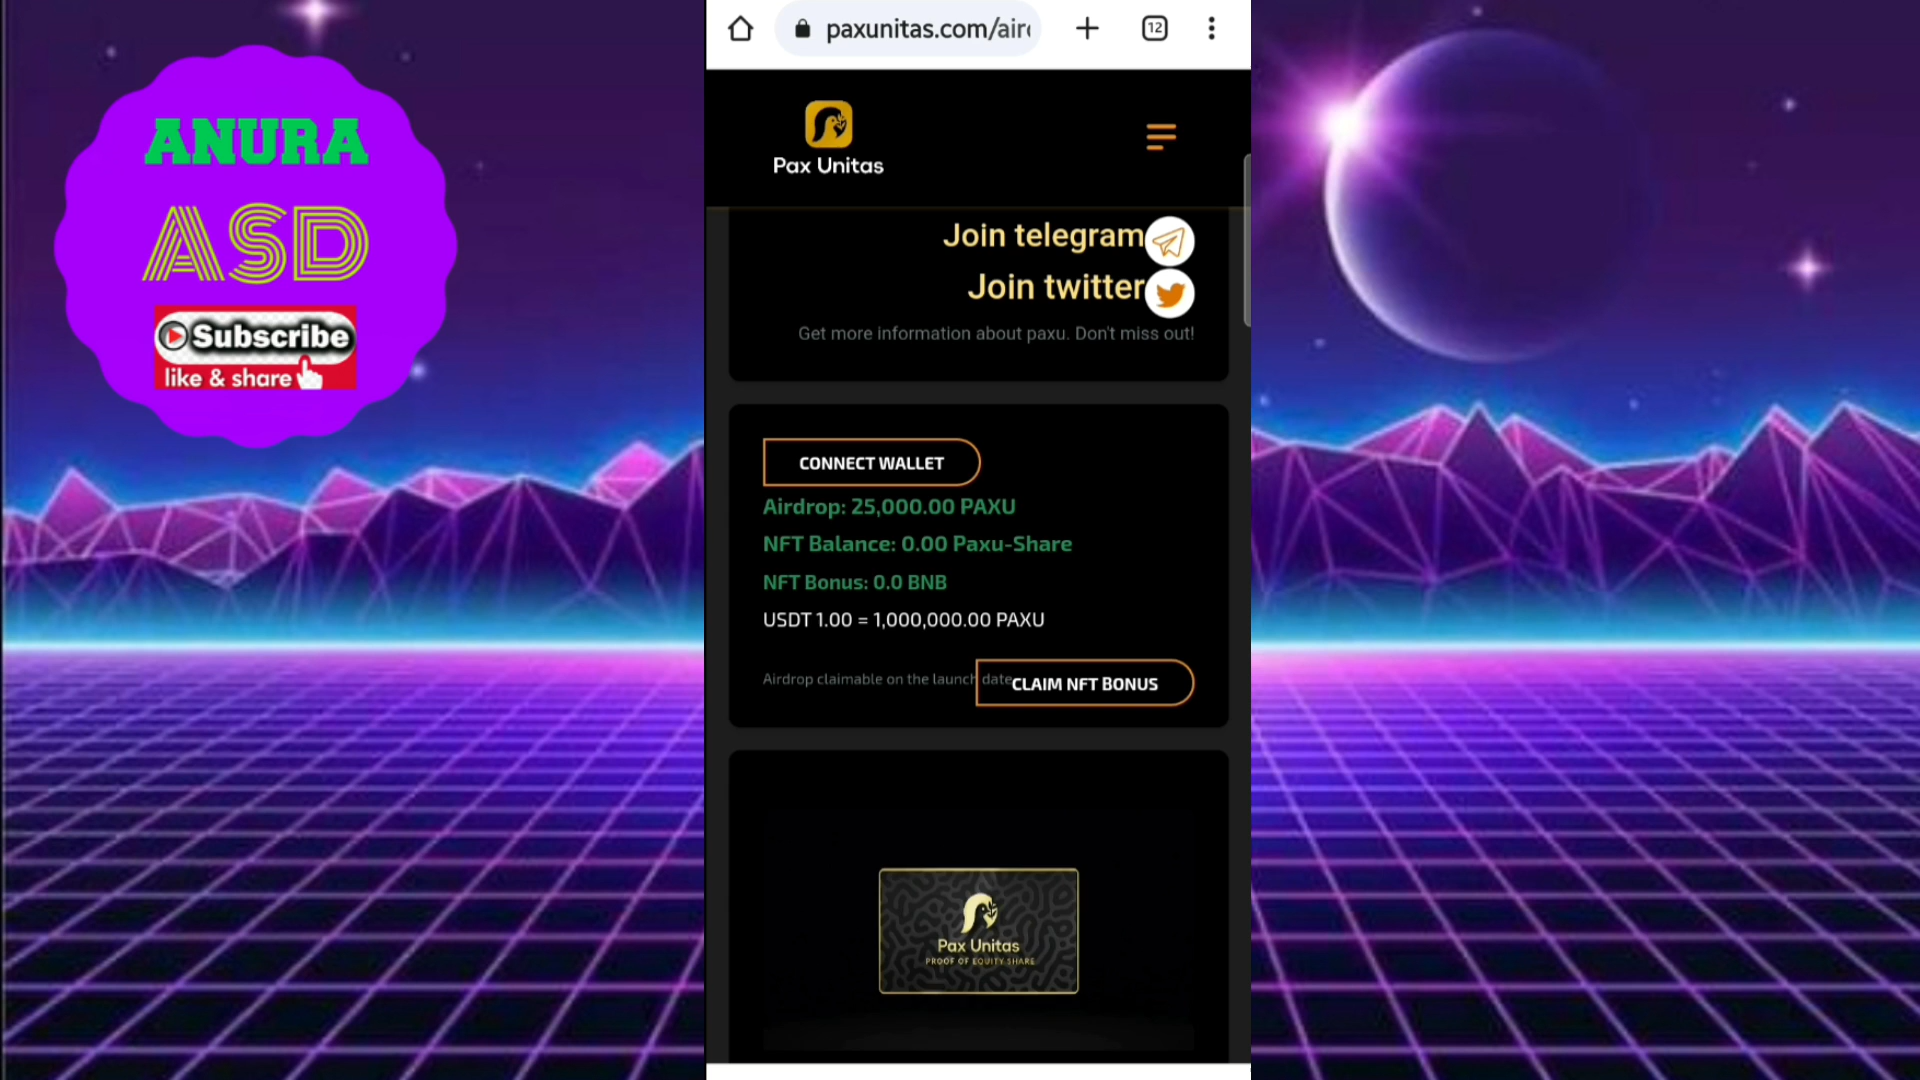 ANURA
ASD
Subscribe
like & share
paxunitas.com/air
12
Pax Unitas
Join telegram
Join twitter
Get more information about paxu. Don't miss out!
CONNECT WALLET
Airdrop: 25,000.00 PAXU
NFT Balance: 0.00 Paxu-Share
NFT Bonus: 0.0 BNB
USDT 1.00 = 1,000,000.00 PAXU
Airdrop claimable on the launch date
CLAIM NFT BONUS
Pax Unitas
PROOF OF EQUITY SHARE